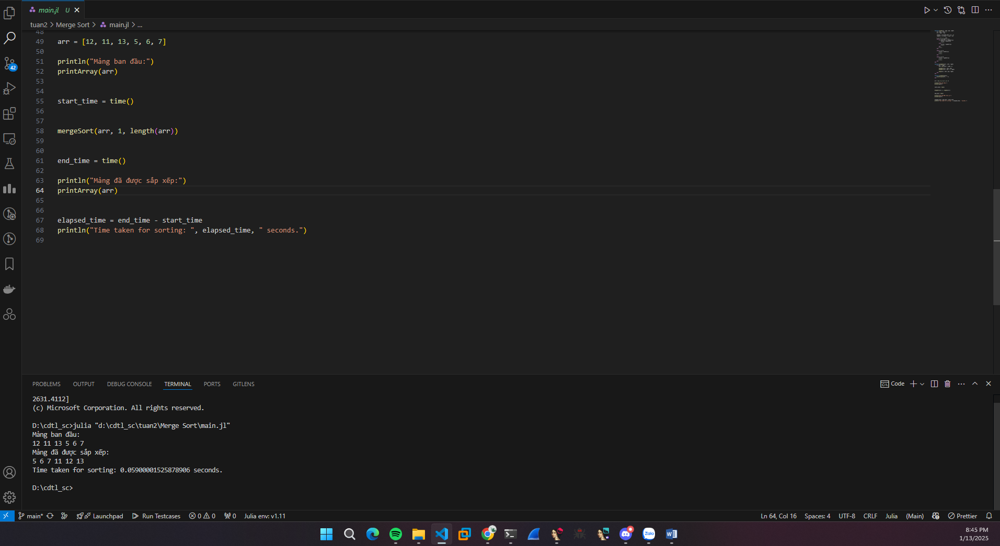 main.jl U
tuan2 > Merge Sort > main.jl > ...
48
49 arr = [12, 11, 13, 5, 6, 7]
50
51 println("Mảng ban đầu:")
52 printArray(arr)
53
54
55 start_time = time()
56
57
58 mergeSort(arr, 1, length(arr))
59
60
61 end_time = time()
62
63 println("Mảng đã được sắp xếp:")
64 printArray(arr)
65
66
67 elapsed_time = end_time - start_time
68 println("Time taken for sorting: ", elapsed_time, " seconds.")
69
42
PROBLEMS OUTPUT DEBUG CONSOLE TERMINAL PORTS GITLENS
Code
2631.4112]
(c) Microsoft Corporation. All rights reserved.
D:\cdtl_sc>julia "d:\cdtl_sc\tuan2\Merge Sort\main.jl"
Mảng ban đầu:
12 11 13 5 6 7
Mảng đã được sắp xếp:
5 6 7 11 12 13
Time taken for sorting: 0.05900001525878906 seconds.
D:\cdtl_sc>
main* Launchpad Run Testcases 0 0 0 Julia env: v1.11
Ln 64, Col 16 Spaces: 4 UTF-8 CRLF Julia (Main) Prettier
Zalo
8:45 PM
1/13/2025